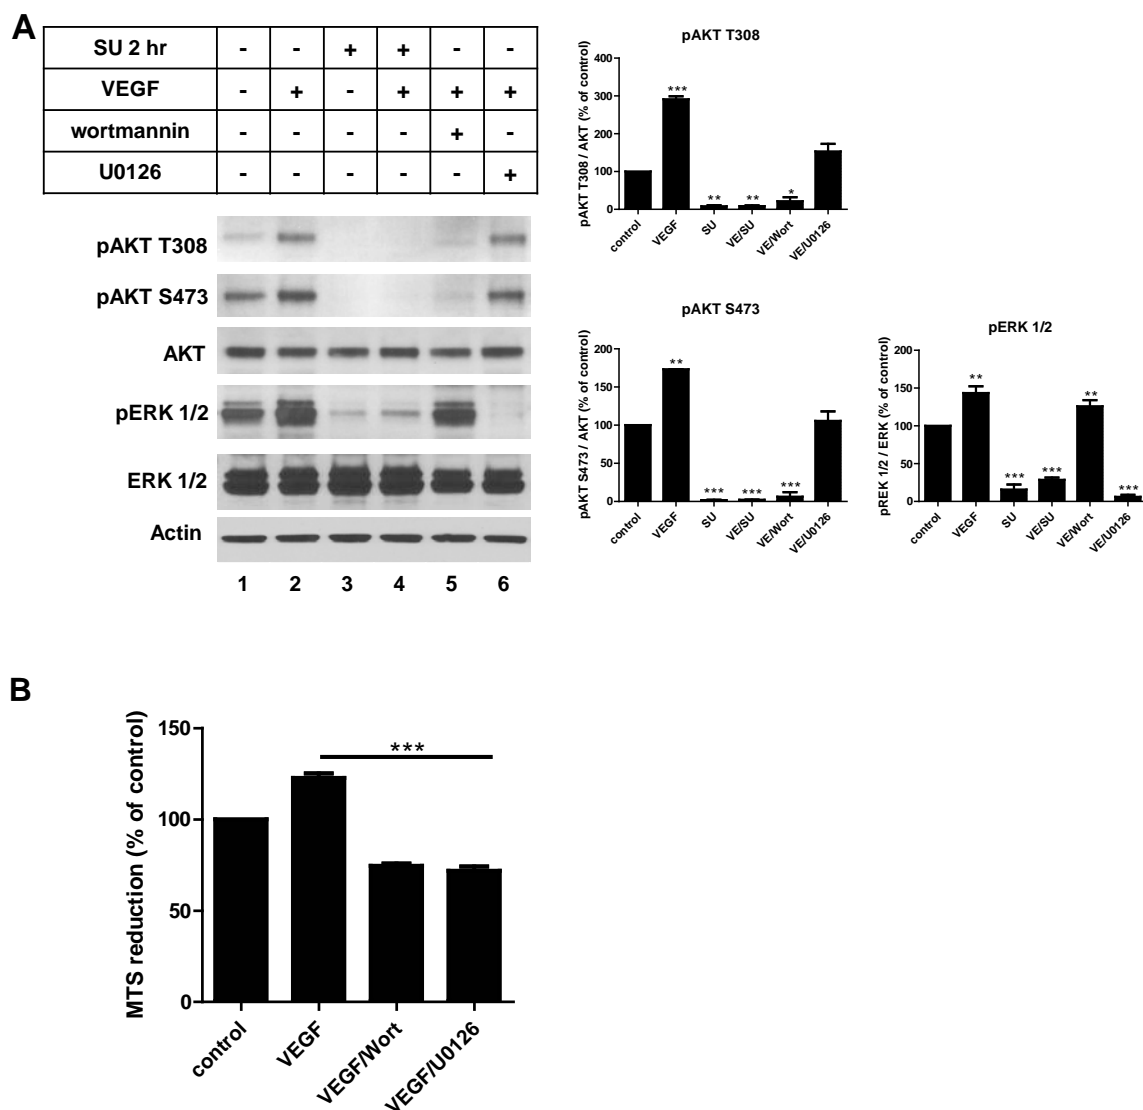 A
SU 2 hr - - + + - -
VEGF - + - + + +
wortmannin - - - - + -
U0126 - - - - - +
pAKT T308
pAKT S473
AKT
pERK 1/2
ERK 1/2
Actin
1 2 3 4 5 6
pAKT T308
pAKT T308 / AKT (% of control)
400
300
200
100
0
*** ** ** *
control VEGF SU VE/SU VE/Wort VE/U0126
pAKT S473
pAKT S473 / AKT (% of control)
200
150
100
50
0
** *** *** ***
control VEGF SU VE/SU VE/Wort VE/U0126
pERK 1/2
pREK 1/2 / ERK (% of control)
200
150
100
50
0
** *** *** ** ***
control VEGF SU VE/SU VE/Wort VE/U0126
B
MTS reduction (% of control)
150
100
50
0
***
control VEGF VEGF/Wort VEGF/U0126